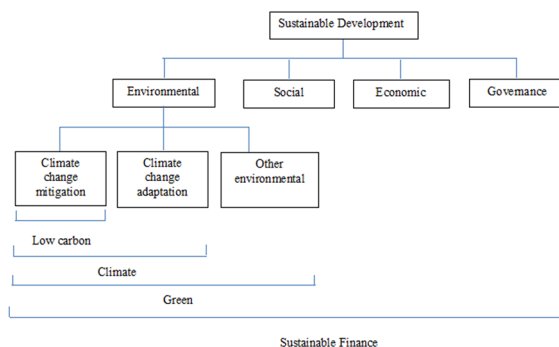 Sustainable Development
Environmental
Social
Economic
Governance
Climate
change
mitigation
Climate
change
adaptation
Other
environmental
Low carbon
Climate
Green
Sustainable Finance